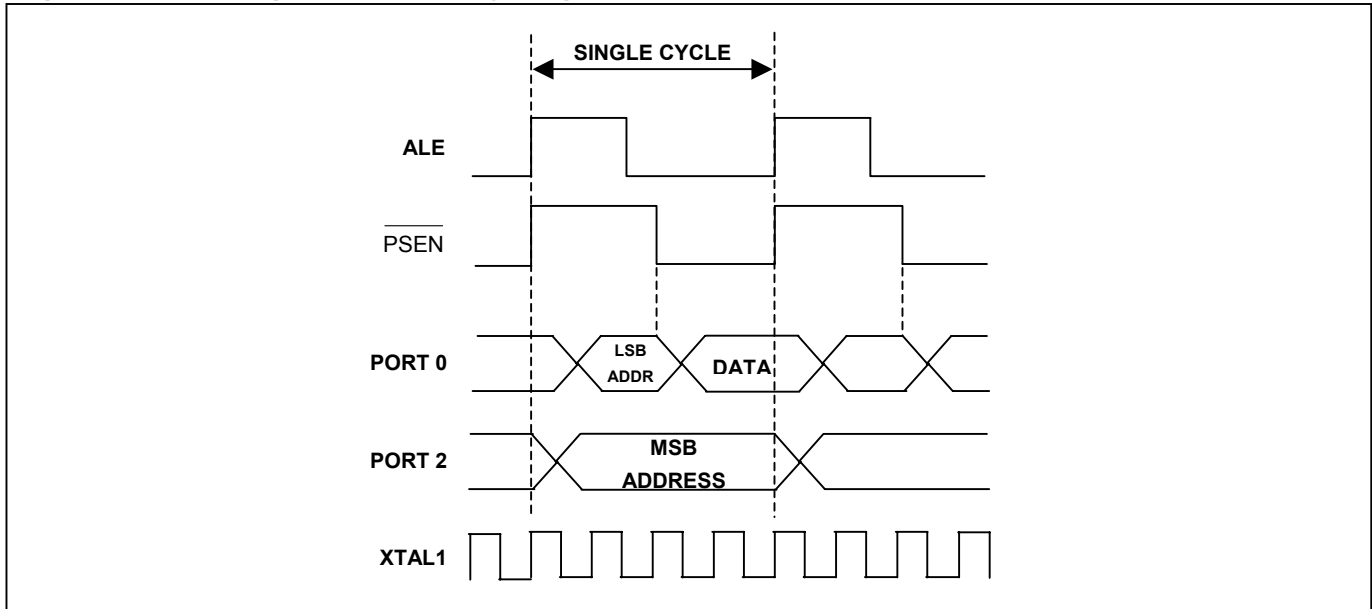 SINGLE CYCLE
ALE
PSEN
PORT 0
LSB
ADDR
DATA
PORT 2
MSB
ADDRESS
XTAL1